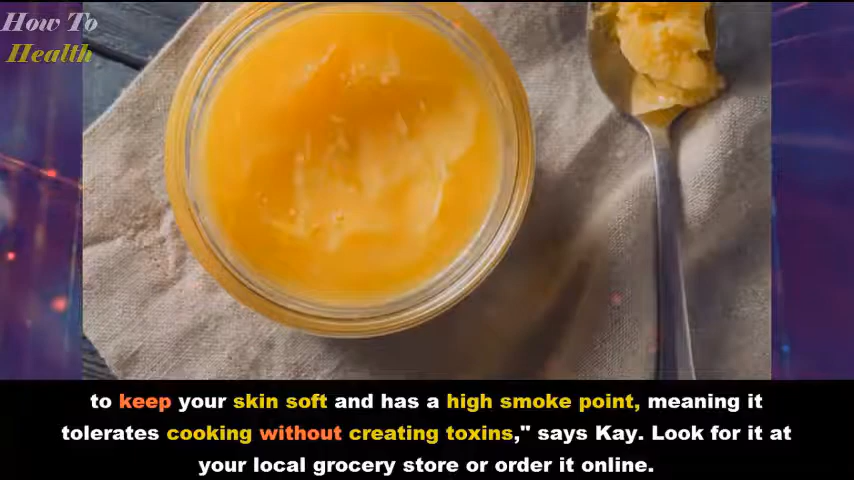 How To
Health
to keep your skin soft and has a high smoke point, meaning it
tolerates cooking without creating toxins," says Kay. Look for it at
your local grocery store or order it online.